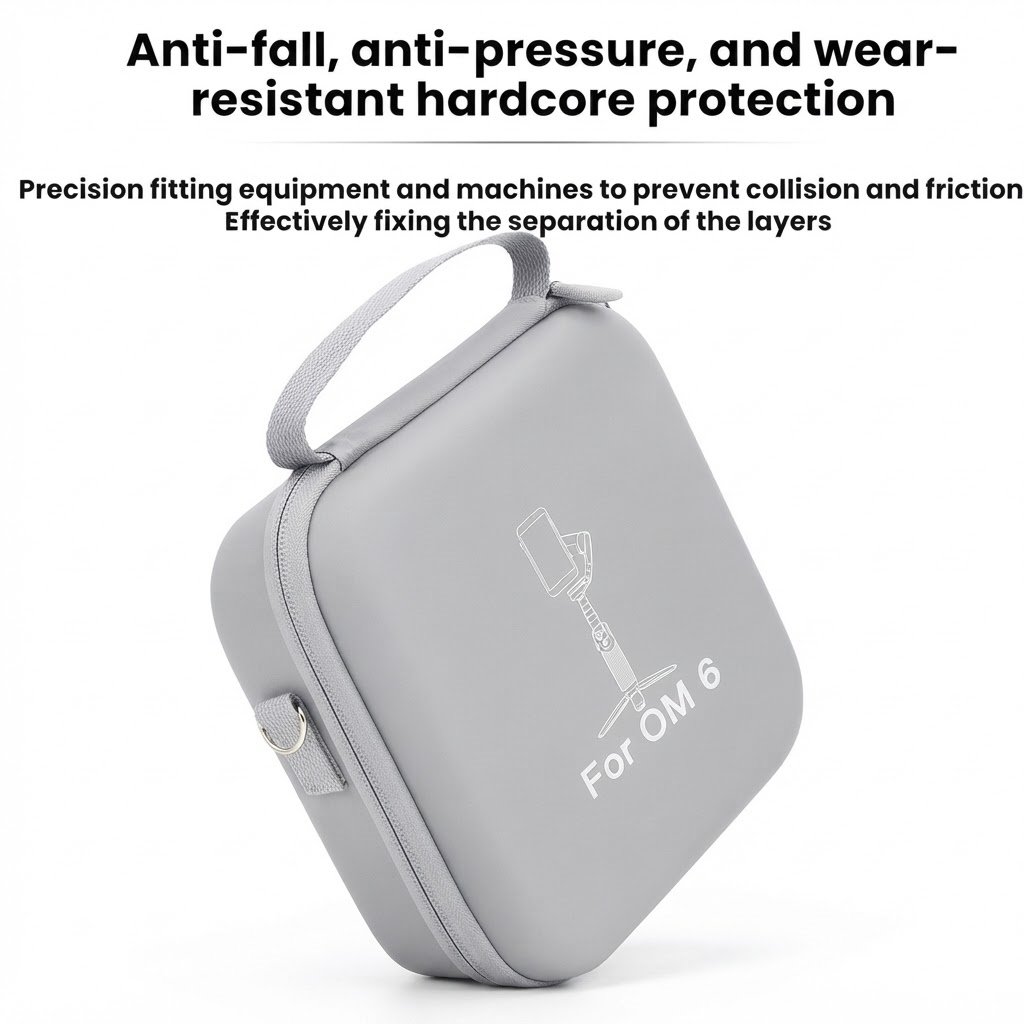 Anti-fall, anti-pressure, and wear-
resistant hardcore protection
Precision fitting equipment and machines to prevent collision and friction
Effectively fixing the separation of the layers
For OM 6